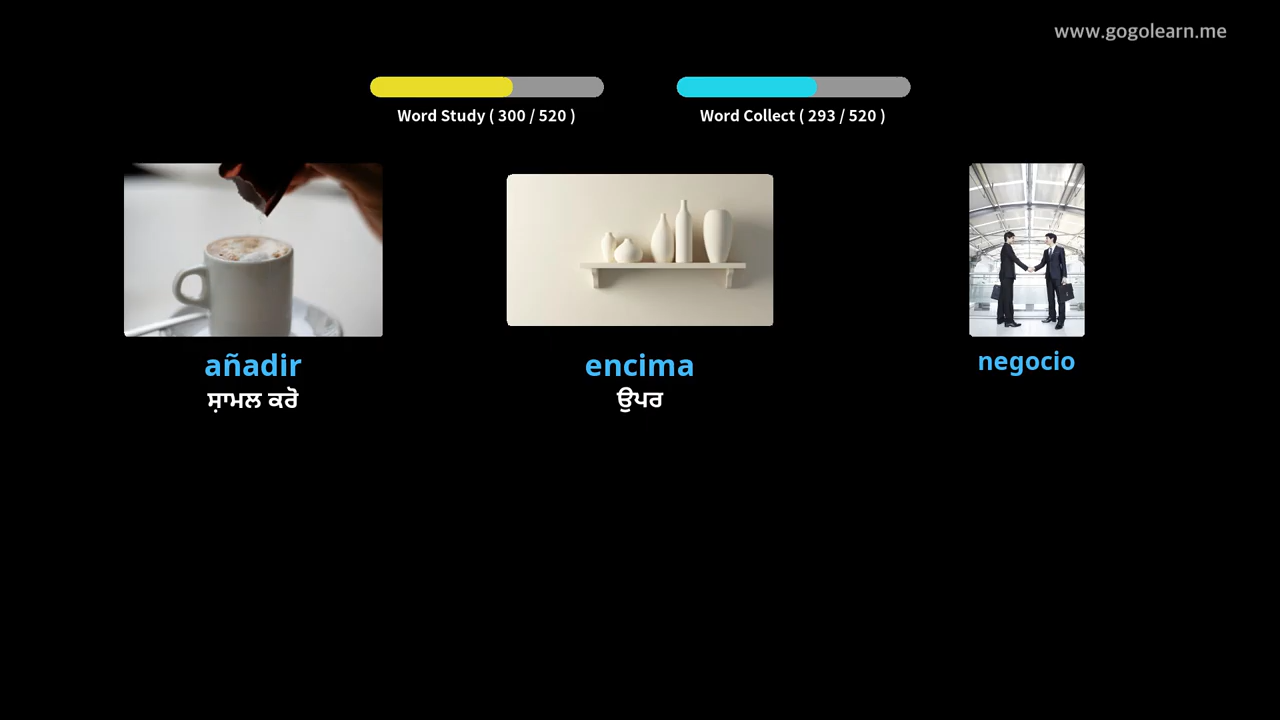 www.gogolearn.me
Word Study ( 300 / 520 )
Word Collect ( 293 / 520 )
añadir
ਸ਼ਾਮਲ ਕਰੋ
encima
ਉਪਰ
negocio